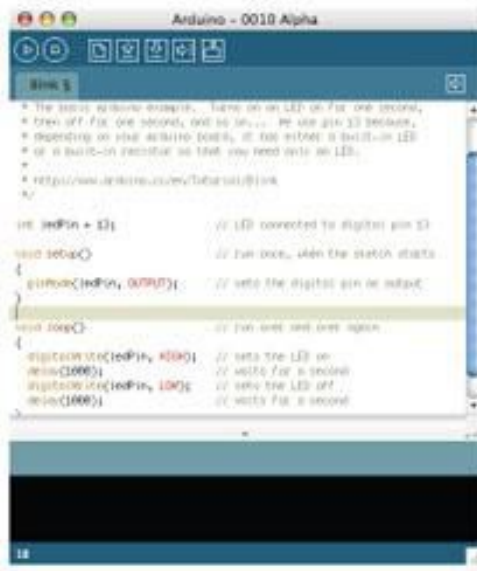 Arduino - 0010 Alpha
Blink §
* The basic Arduino example. Turns on an LED on for one second,
* then off for one second, and so on... We use pin 13 because,
* depending on your Arduino board, it has either a built-in LED
* or a built-in resistor so that you need only an LED.
*
* http://www.arduino.cc/en/Tutorial/Blink
*/
int ledPin = 13; // LED connected to digital pin 13
void setup() // run once, when the sketch starts
{
pinMode(ledPin, OUTPUT); // sets the digital pin as output
}
void loop() // run over and over again
{
digitalWrite(ledPin, HIGH); // sets the LED on
delay(1000); // waits for a second
digitalWrite(ledPin, LOW); // sets the LED off
delay(1000); // waits for a second
}
18